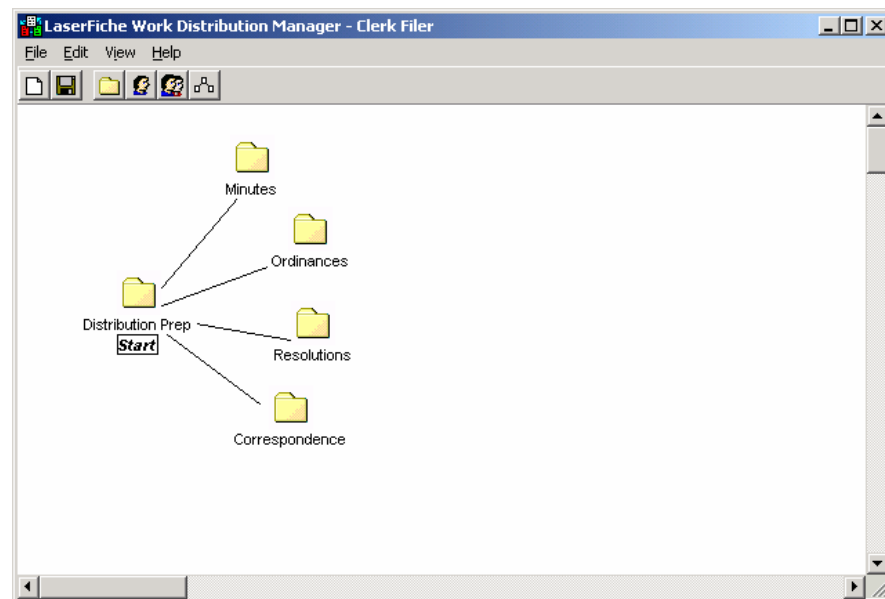 LaserFiche Work Distribution Manager - Clerk Filer
File Edit View Help
Minutes
Ordinances
Distribution Prep
Start
Resolutions
Correspondence